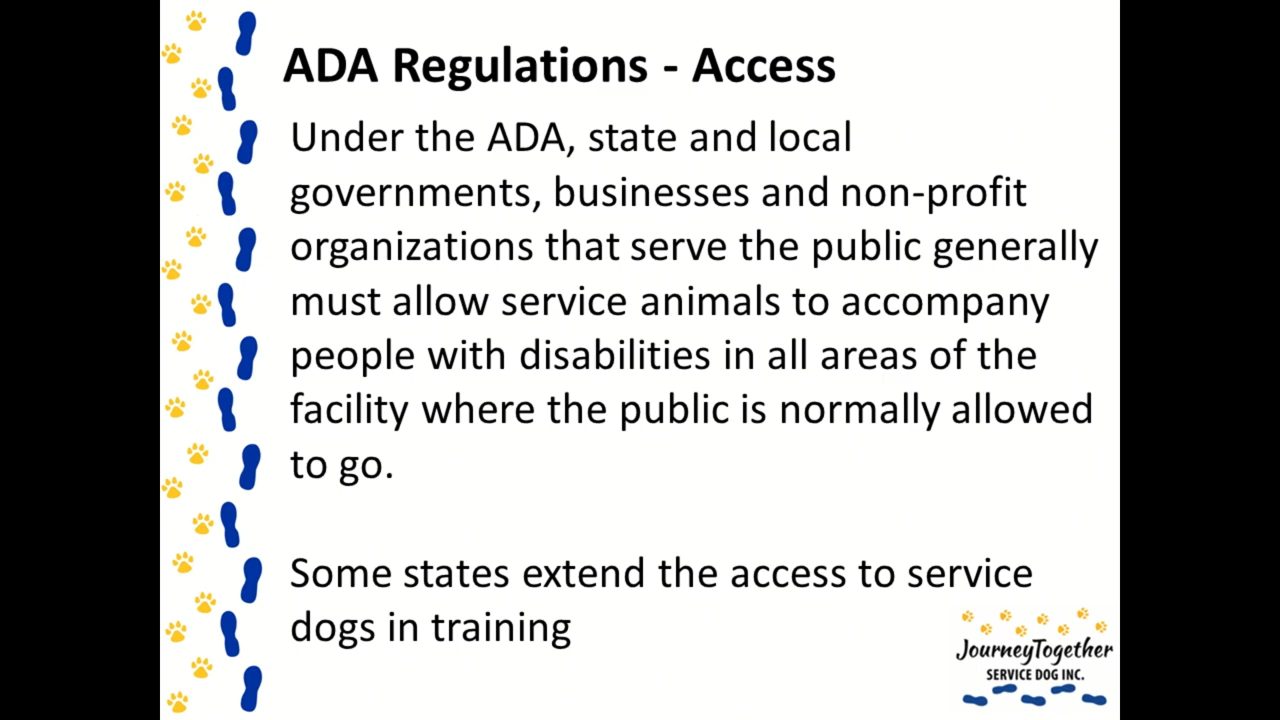 ADA Regulations - Access
Under the ADA, state and local
governments, businesses and non-profit
organizations that serve the public generally
must allow service animals to accompany
people with disabilities in all areas of the
facility where the public is normally allowed
to go.
Some states extend the access to service
dogs in training
JourneyTogether
SERVICE DOG INC.